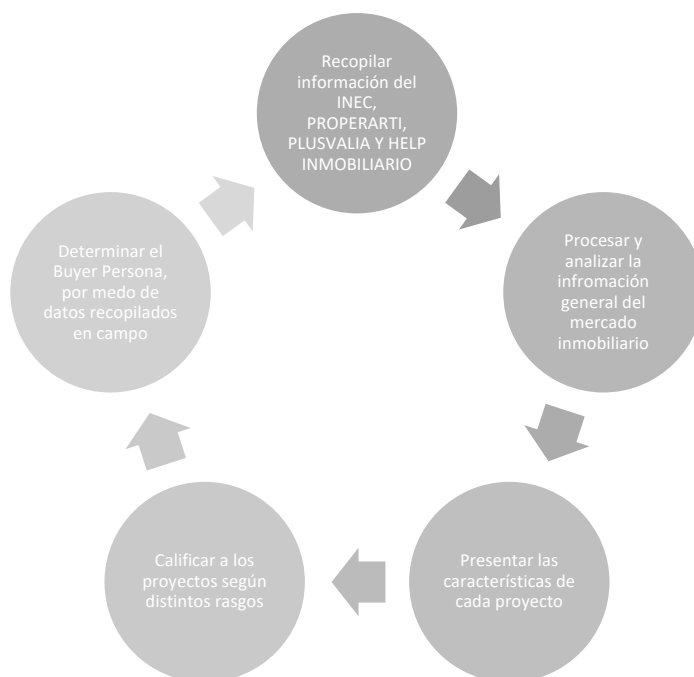 Recopilar
información del
INEC,
PROPERARTI,
PLUSVALIA Y HELP
INMOBILIARIO
Procesar y
analizar la
infromación
general del
mercado
inmobiliario
Presentar las
características de
cada proyecto
Calificar a los
proyectos según
distintos rasgos
Determinar el
Buyer Persona,
por medo de
datos recopilados
en campo